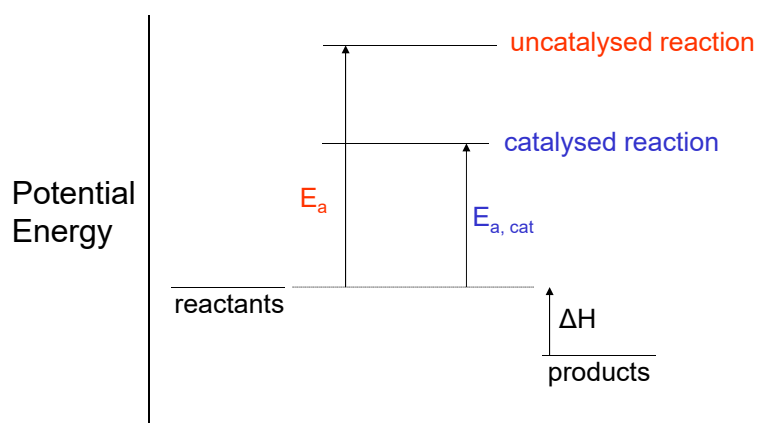 uncatalysed reaction
catalysed reaction
Potential
Energy
Eₐ
Eₐ, cat
reactants
ΔH
products